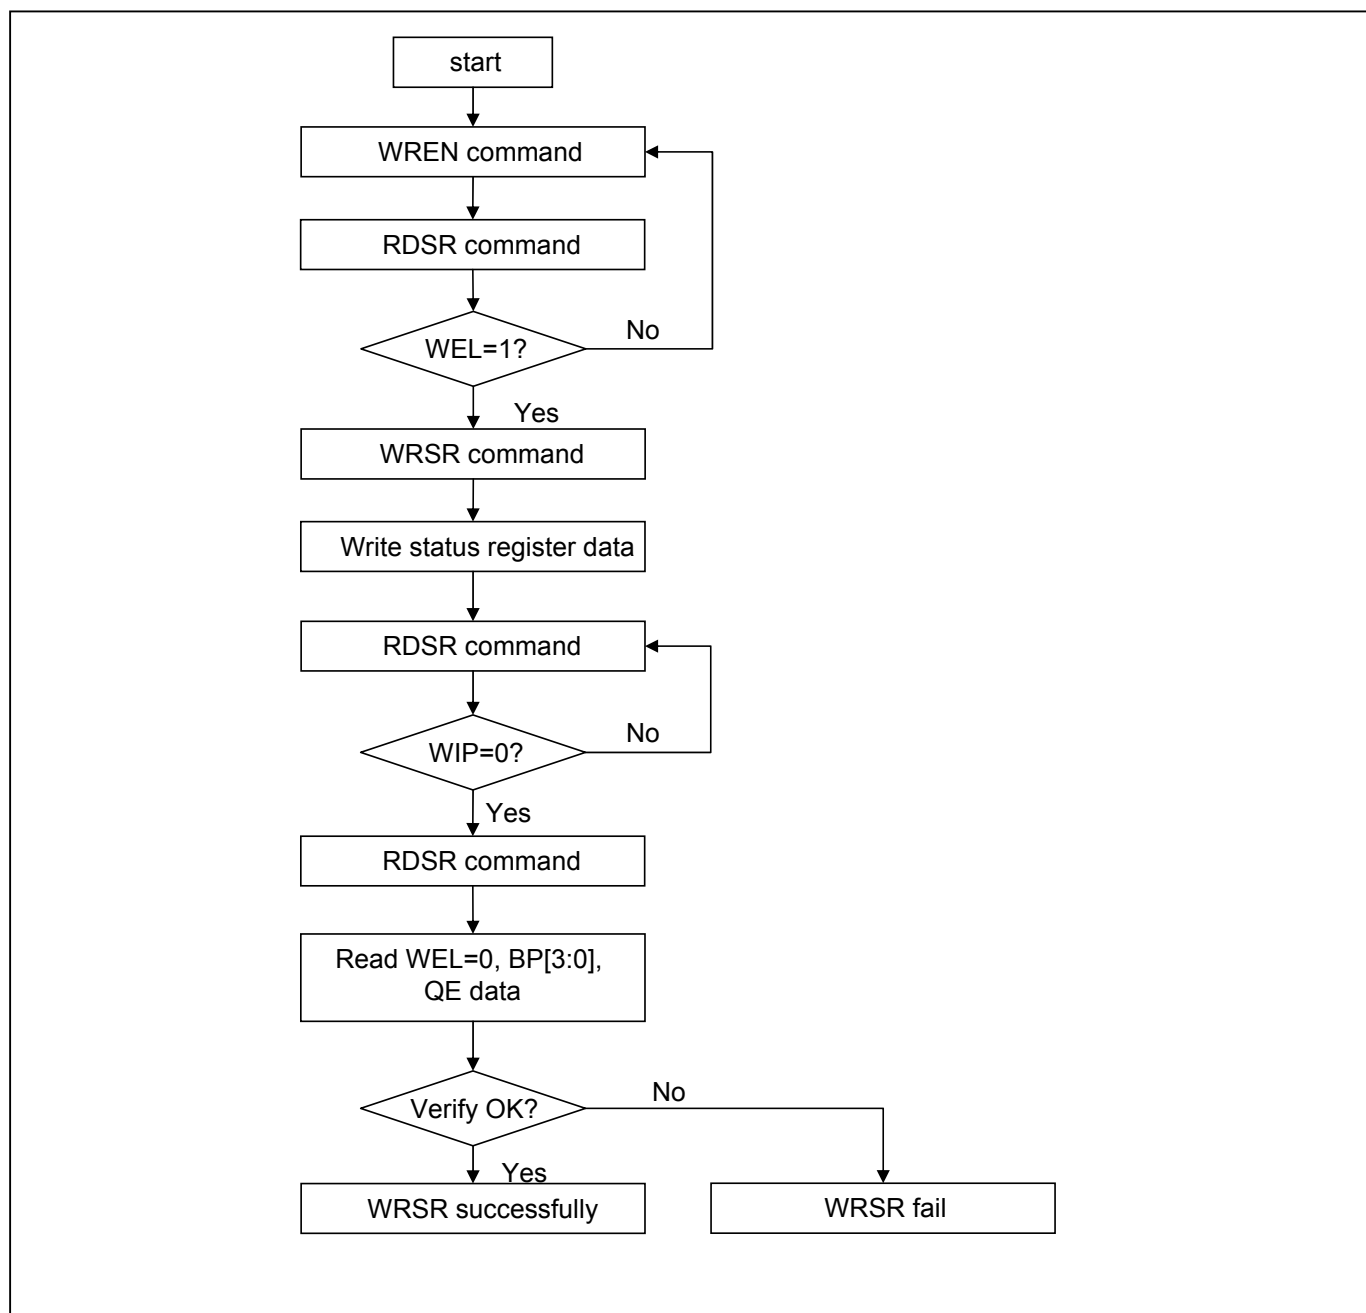 start
WREN command
RDSR command
WEL=1?
No
Yes
WRSR command
Write status register data
RDSR command
WIP=0?
No
Yes
RDSR command
Read WEL=0, BP[3:0],
QE data
Verify OK?
No
Yes
WRSR successfully
WRSR fail